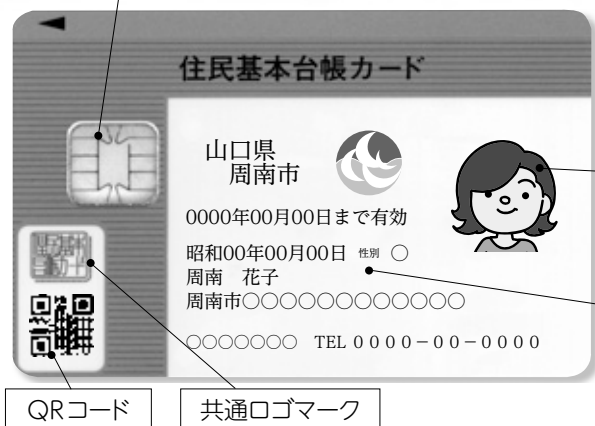 住民基本台帳カード
山口県
周南市
0000年00月00日まで有効
昭和00年00月00日 性別 ○
周南 花子
周南市○○○○○○○○○○○○
○○○○○○○ TEL 0000-00-0000
QRコード
共通ロゴマーク